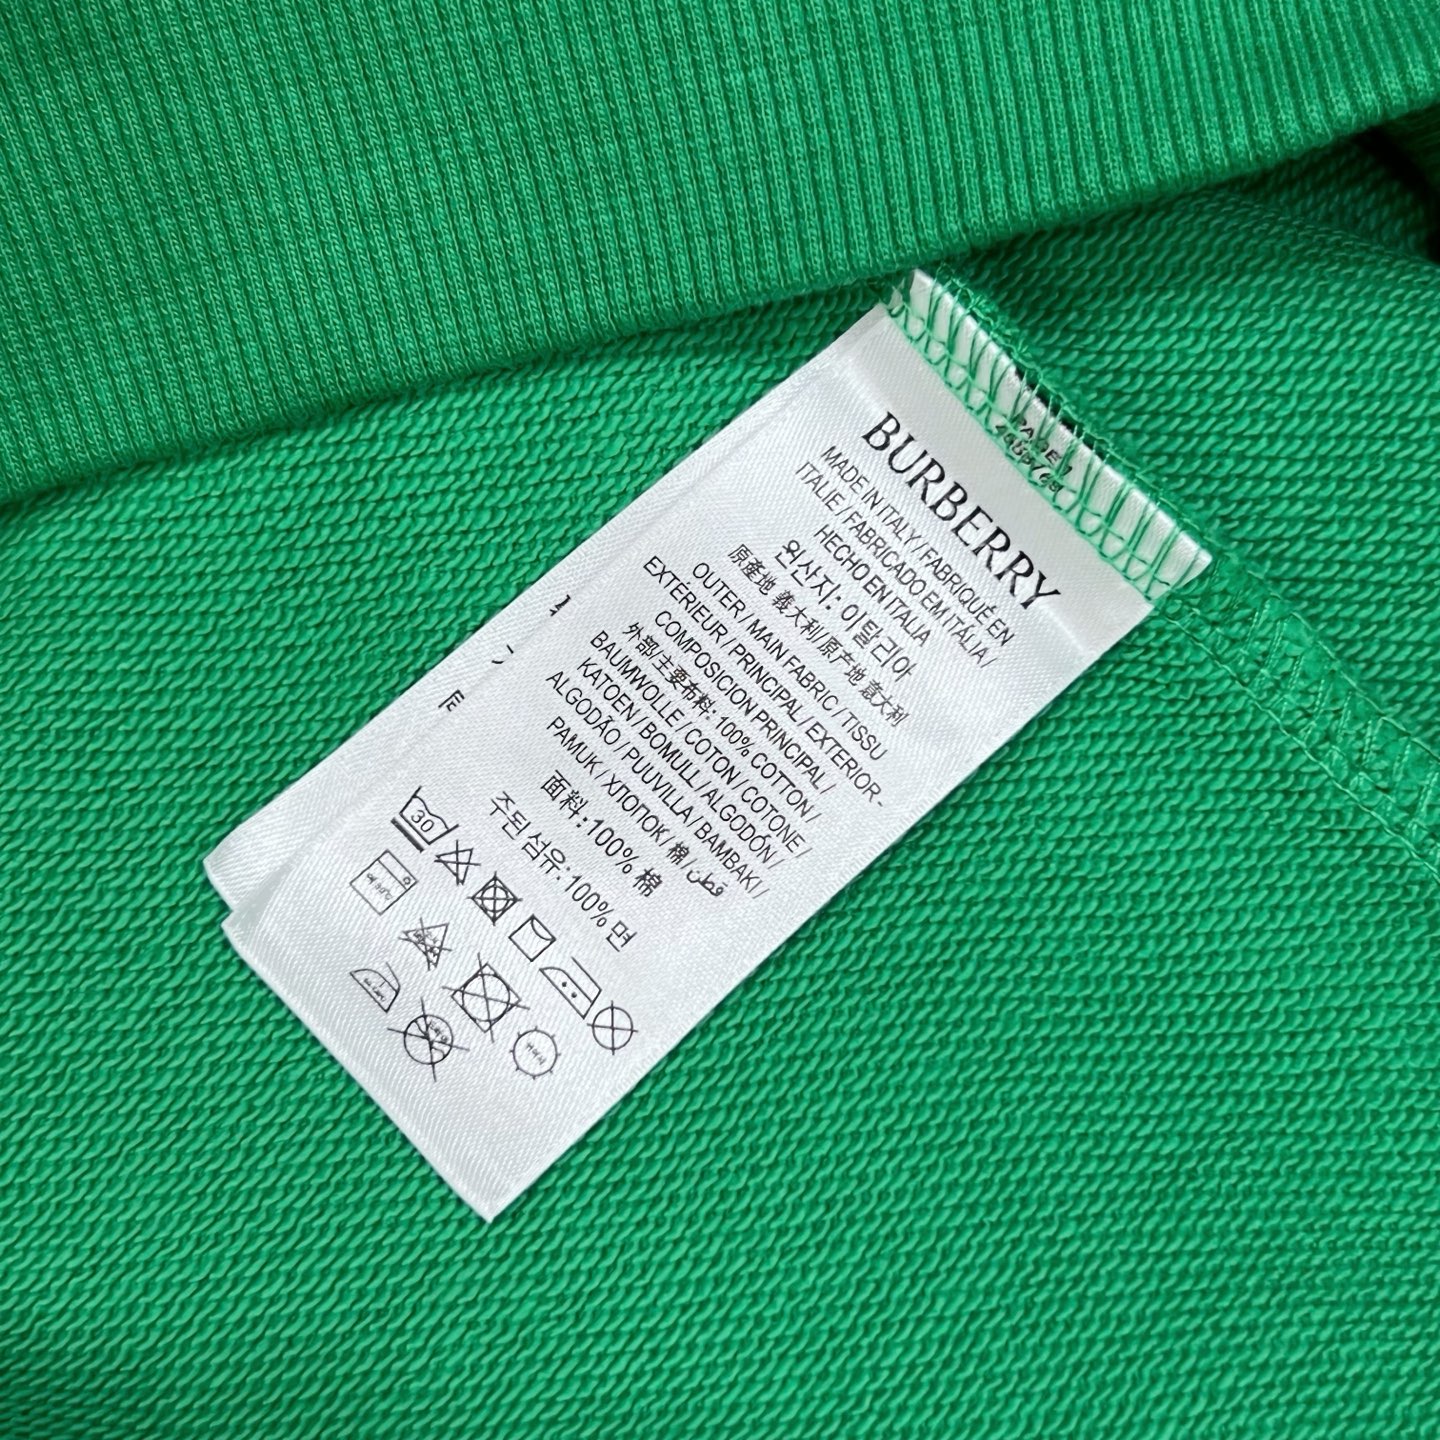 PAGE 1
BURBERRY
MADE IN ITALY / FABRIQUÉ EN
ITALIE / FABRICADO EM ITÁLIA /
HECHO EN ITALIA
원산지: 이탈리아
原產地 義大利/原产地 意大利
OUTER / MAIN FABRIC / TISSU
EXTÉRIEUR / PRINCIPAL / EXTERIOR -
COMPOSICION PRINCIPAL /
外部/主要布料: 100% COTTON /
BAUMWOLLE / COTON / COTONE /
KATOEN / BOMULL / ALGODÓN /
ALGODÃO / PUUVILLA / BAMBAKI /
PAMUK / ХЛОПОК / 棉 / قطن
面料:100% 棉
주된 섬유: 100% 면
30